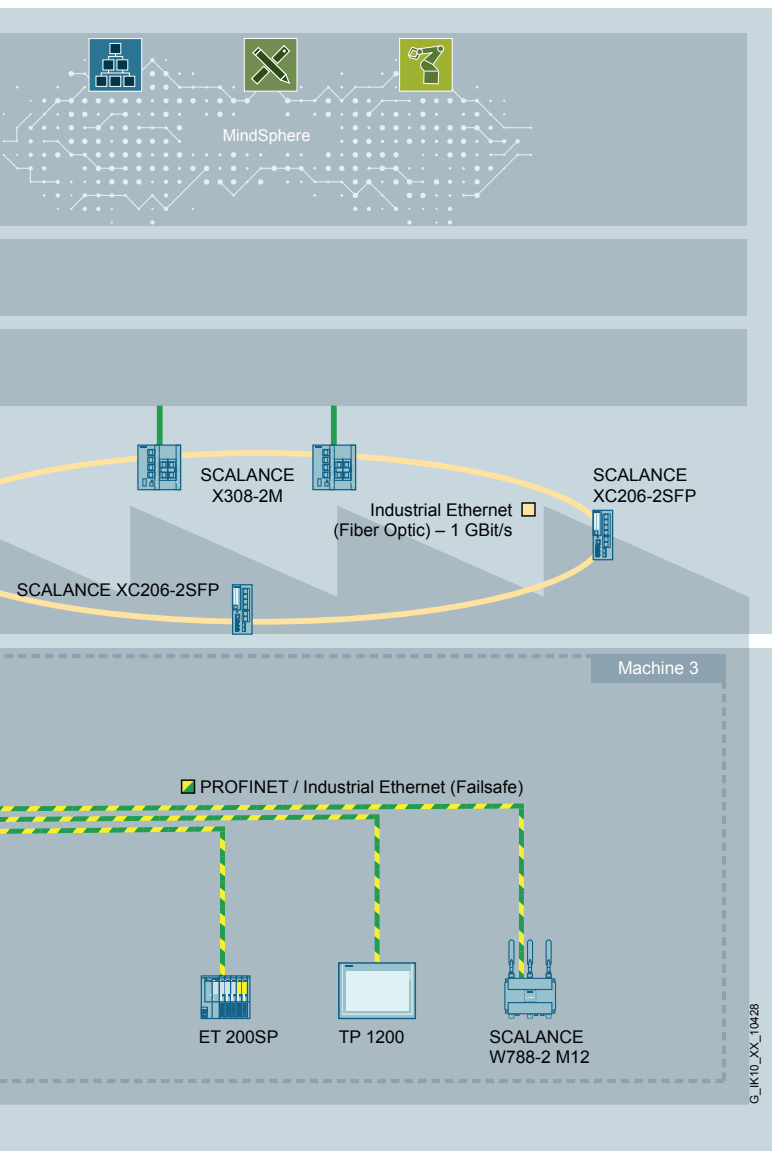 MindSphere
SCALANCE
X308-2M
SCALANCE
XC206-2SFP
Industrial Ethernet
(Fiber Optic) – 1 GBit/s
SCALANCE XC206-2SFP
Machine 3
PROFINET / Industrial Ethernet (Failsafe)
ET 200SP
TP 1200
SCALANCE
W788-2 M12
G_IK10_XX_10428